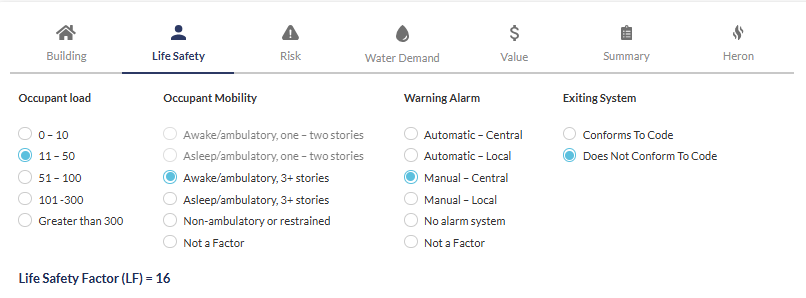 Building
Life Safety
Risk
Water Demand
Value
Summary
Heron
Occupant load
0 – 10
11 – 50
51 – 100
101 -300
Greater than 300
Occupant Mobility
Awake/ambulatory, one – two stories
Asleep/ambulatory, one – two stories
Awake/ambulatory, 3+ stories
Asleep/ambulatory, 3+ stories
Non-ambulatory or restrained
Not a Factor
Warning Alarm
Automatic – Central
Automatic – Local
Manual – Central
Manual – Local
No alarm system
Not a Factor
Exiting System
Conforms To Code
Does Not Conform To Code
Life Safety Factor (LF) = 16